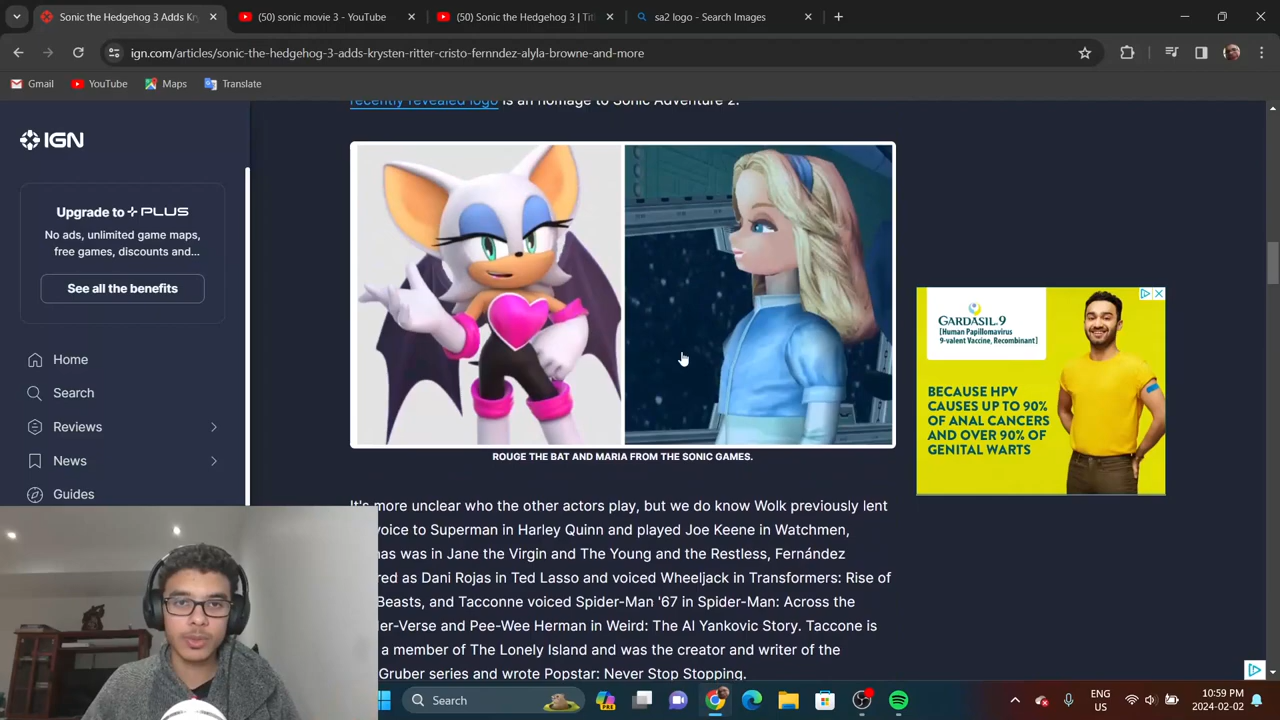 Sonic the Hedgehog 3 Adds Kry
(50) sonic movie 3 - YouTube
(50) Sonic the Hedgehog 3 | Titl
sa2 logo - Search Images
ign.com/articles/sonic-the-hedgehog-3-adds-krysten-ritter-cristo-fernndez-alyla-browne-and-more
Gmail
YouTube
Maps
Translate
recently revealed logo is an homage to Sonic Adventure 2.
IGN
Upgrade to PLUS
No ads, unlimited game maps,
free games, discounts and...
See all the benefits
Home
Search
Reviews
News
Guides
ROUGE THE BAT AND MARIA FROM THE SONIC GAMES.
GARDASIL 9
[Human Papillomavirus
9-valent Vaccine, Recombinant]
BECAUSE HPV
CAUSES UP TO 90%
OF ANAL CANCERS
AND OVER 90% OF
GENITAL WARTS
It's more unclear who the other actors play, but we do know Wolk previously lent
voice to Superman in Harley Quinn and played Joe Keene in Watchmen,
was in Jane the Virgin and The Young and the Restless, Fernández
as Dani Rojas in Ted Lasso and voiced Wheeljack in Transformers: Rise of
Beasts, and Tacconne voiced Spider-Man '67 in Spider-Man: Across the
er-Verse and Pee-Wee Herman in Weird: The Al Yankovic Story. Taccone is
a member of The Lonely Island and was the creator and writer of the
Gruber series and wrote Popstar: Never Stop Stopping.
Search
PRE
ENG
US
10:59 PM
2024-02-02